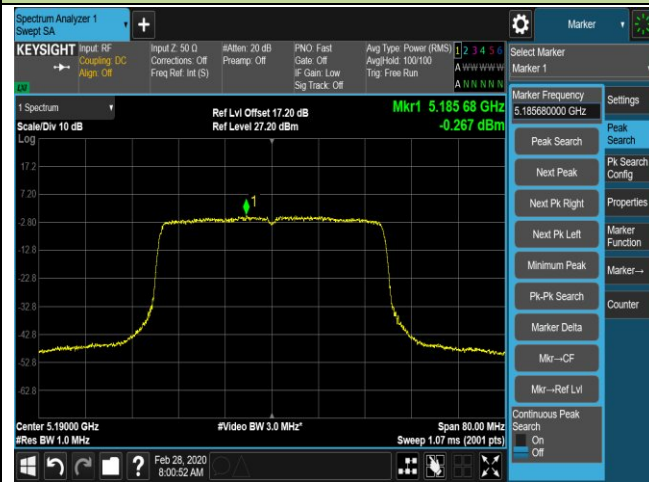 Spectrum Analyzer 1
Swept SA
Marker
KEYSIGHT
Input: RF
Coupling: DC
Align: Off
Input Z: 50 Ω
Corrections: Off
Freq Ref: Int (S)
#Atten: 20 dB
Preamp: Off
PNO: Fast
Gate: Off
IF Gain: Low
Sig Track: Off
Avg Type: Power (RMS)
Avg|Hold: 100/100
Trig: Free Run
1 2 3 4 5 6
A W W W W W
A N N N N N
LXI
Select Marker
Marker 1
1 Spectrum
Scale/Div 10 dB
Ref Lvl Offset 17.20 dB
Ref Level 27.20 dBm
Mkr1 5.185 68 GHz
-0.267 dBm
Log
17.2
7.20
-2.80
-12.8
-22.8
-32.8
-42.8
-52.8
-62.8
1
Center 5.19000 GHz
#Res BW 1.0 MHz
#Video BW 3.0 MHz*
Span 80.00 MHz
Sweep 1.07 ms (2001 pts)
Feb 28, 2020
8:00:52 AM
?
Marker Frequency
5.185680000 GHz
Peak Search
Next Peak
Next Pk Right
Next Pk Left
Minimum Peak
Pk-Pk Search
Marker Delta
Mkr→CF
Mkr→Ref Lvl
Continuous Peak
Search
On
Off
Settings
Peak
Search
Pk Search
Config
Properties
Marker
Function
Marker→
Counter